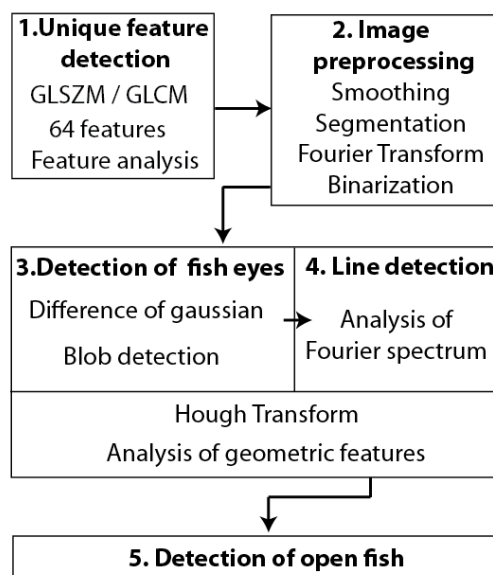 1.Unique feature
detection
GLSZM / GLCM
64 features
Feature analysis
2. Image
preprocessing
Smoothing
Segmentation
Fourier Transform
Binarization
3.Detection of fish eyes
Difference of gaussian
Blob detection
4. Line detection
Analysis of
Fourier spectrum
Hough Transform
Analysis of geometric features
5. Detection of open fish